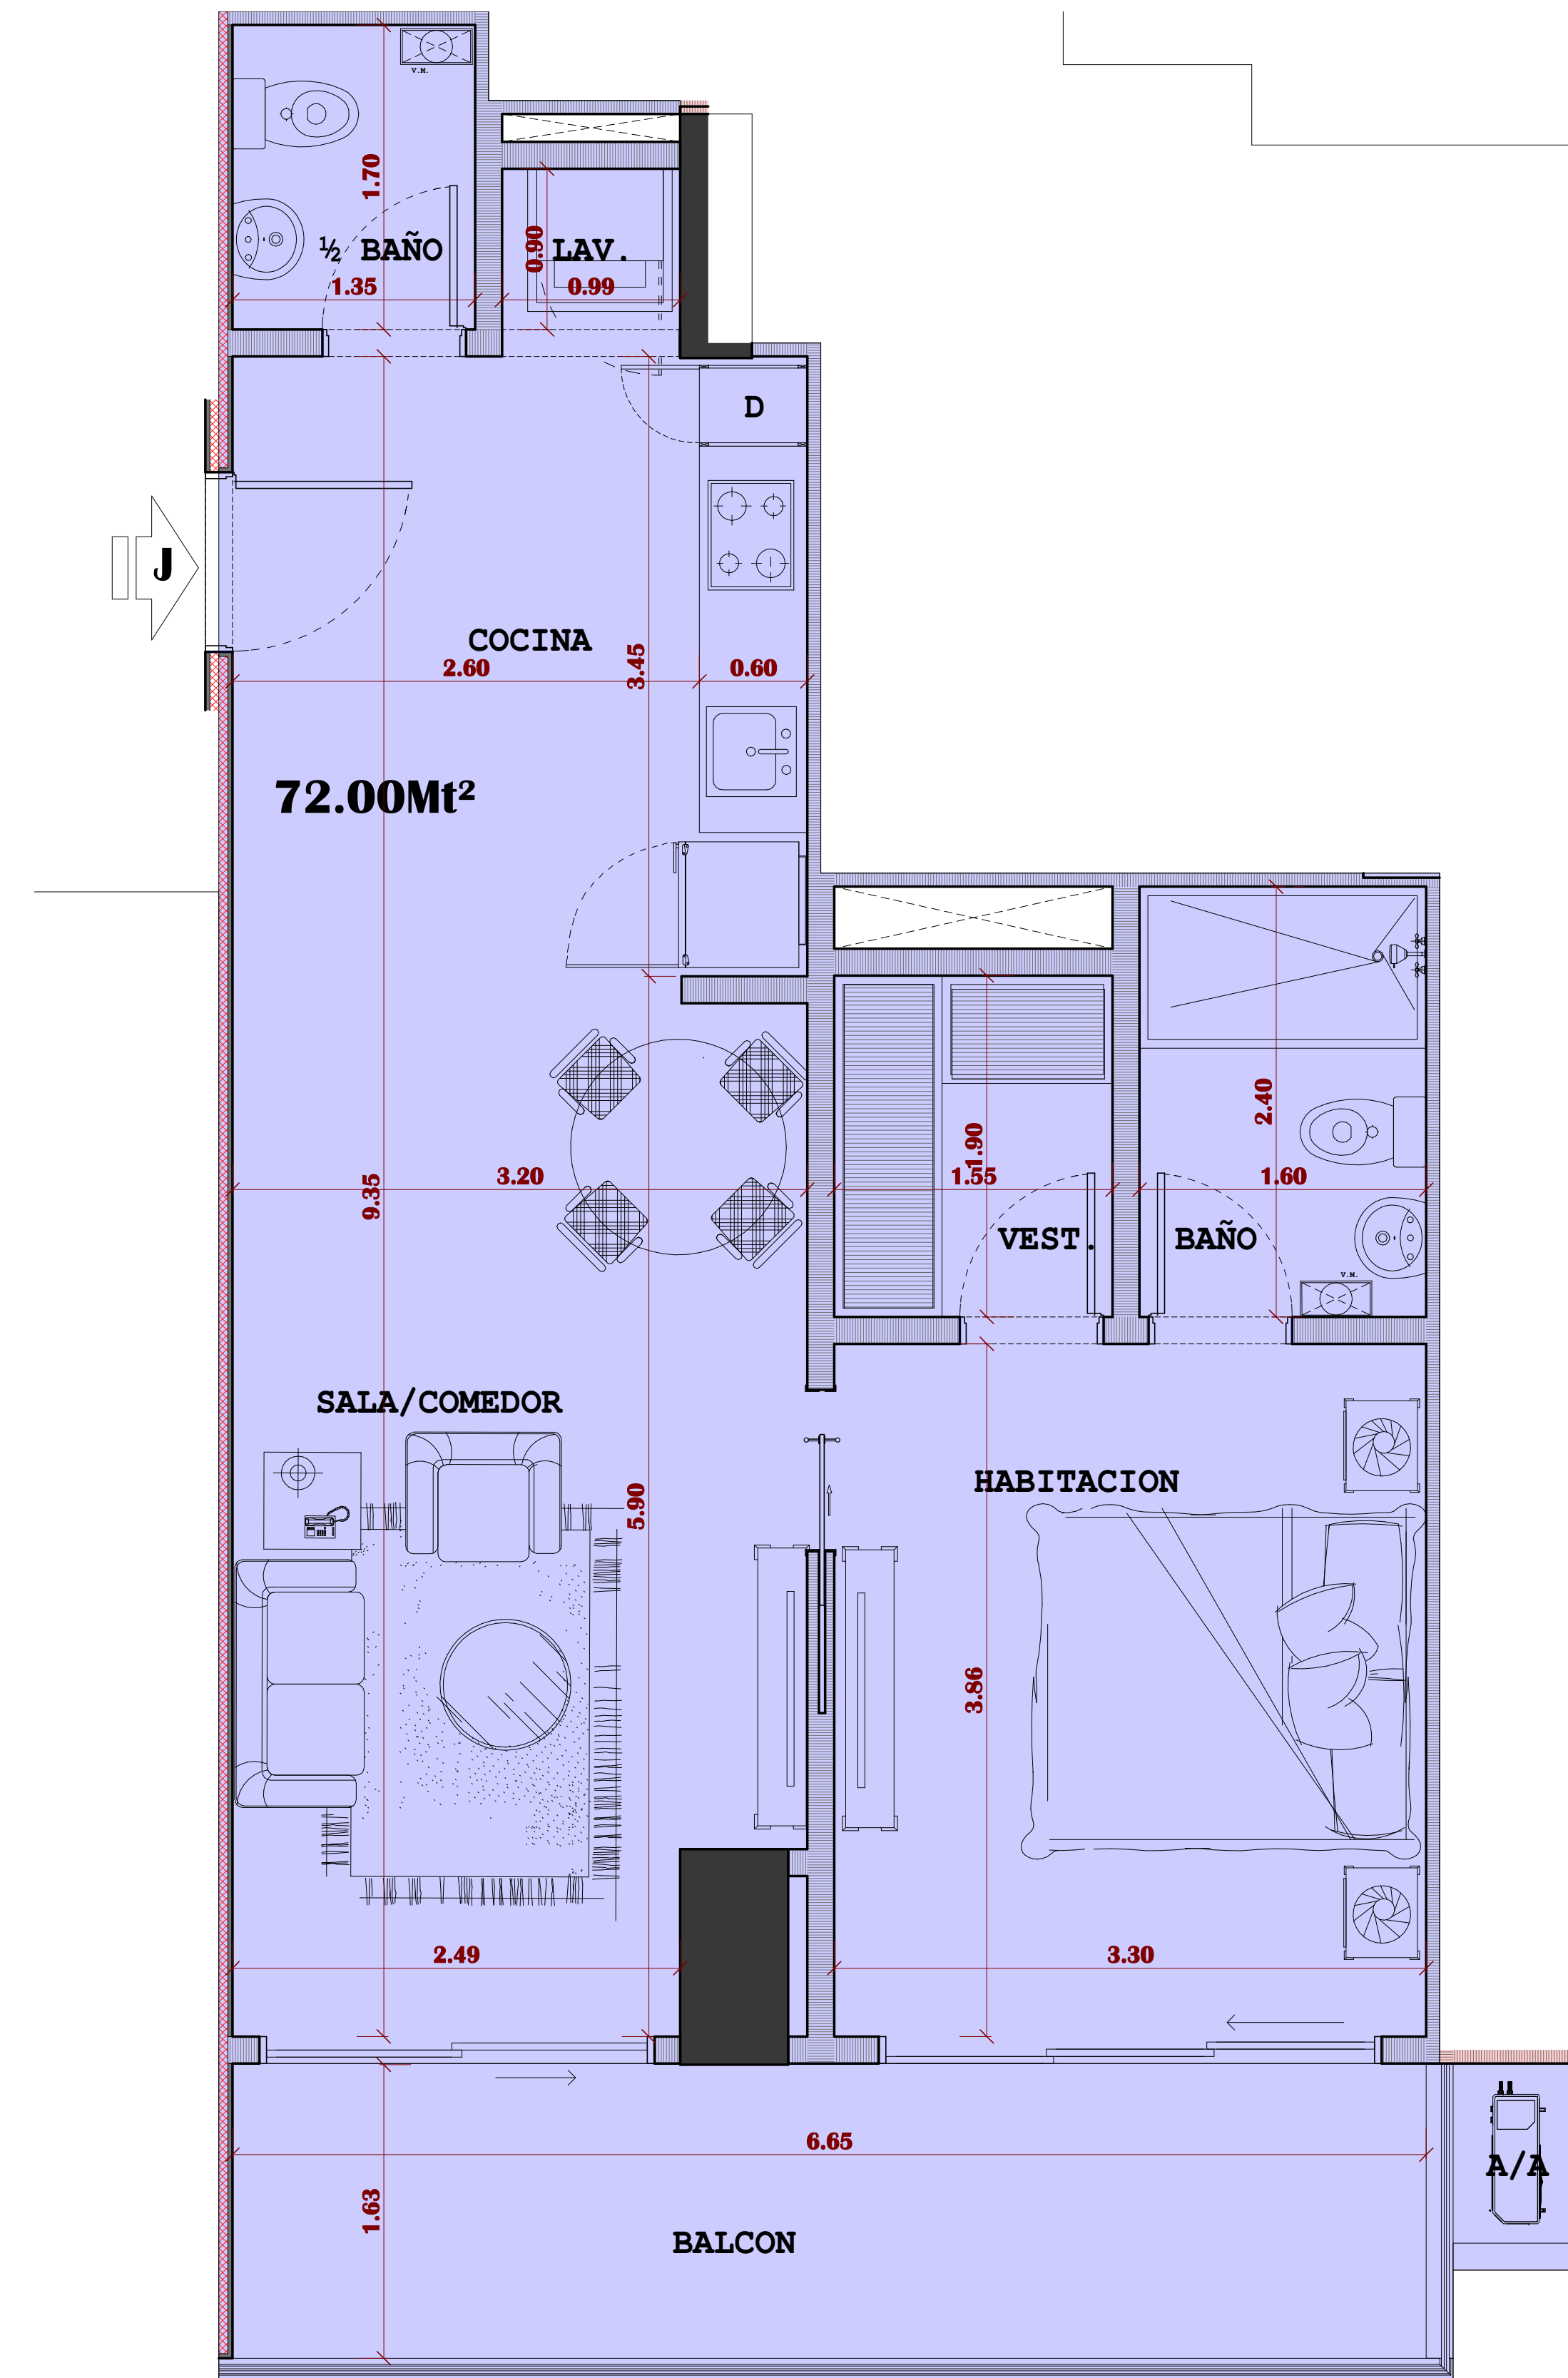 V.M.
1.70
½ BAÑO
0.90
LAV.
1.35
0.99
D
J
COCINA
2.60
3.45
0.60
72.00Mt²
2.40
1.90
9.35
3.20
1.55
1.60
VEST.
BAÑO
V.M.
SALA/COMEDOR
HABITACION
5.90
3.86
2.49
3.30
6.65
A/A
1.63
BALCON